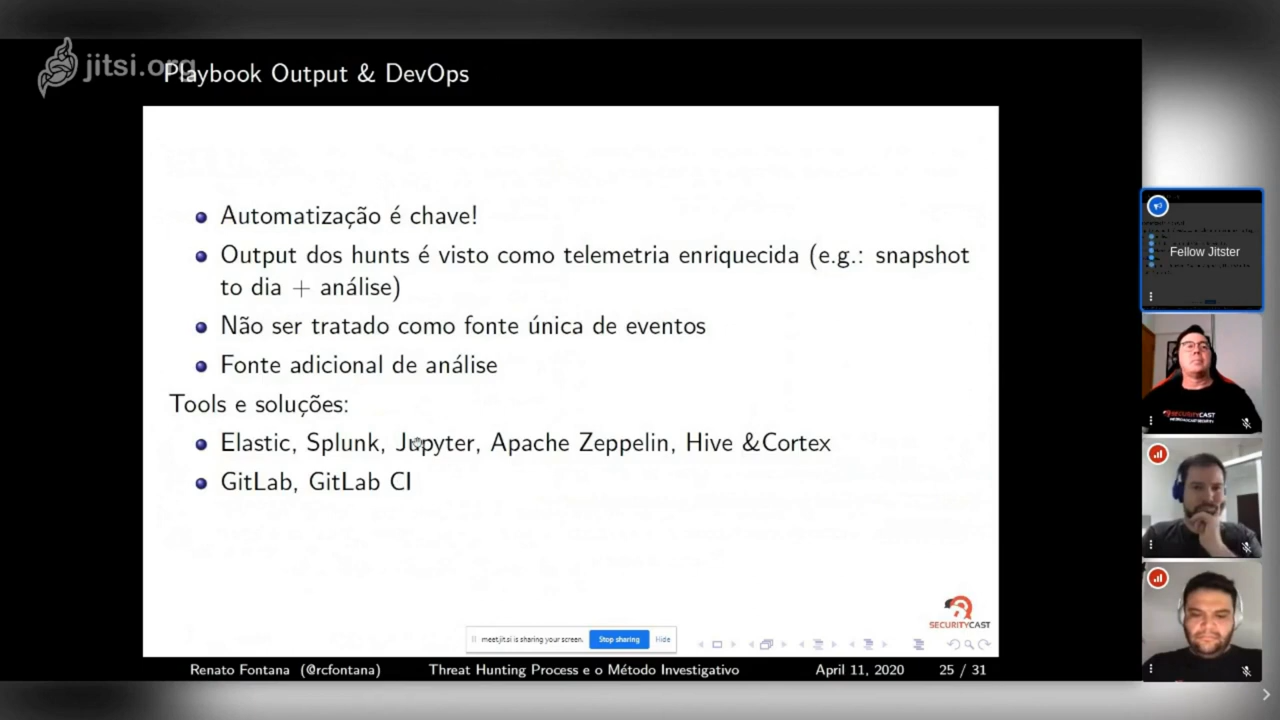 jitsi.org
Playbook Output & DevOps
Automatização é chave!
Output dos hunts é visto como telemetria enriquecida (e.g.: snapshot
to dia + análise)
Não ser tratado como fonte única de eventos
Fonte adicional de análise
Tools e soluções:
Elastic, Splunk, Jupyter, Apache Zeppelin, Hive &Cortex
GitLab, GitLab CI
SECURITYCAST
meet.jit.si is sharing your screen. Stop sharing Hide
Renato Fontana (@rcfontana) Threat Hunting Process e o Método Investigativo April 11, 2020 25 / 31
Fellow Jitster
SECURITYCAST